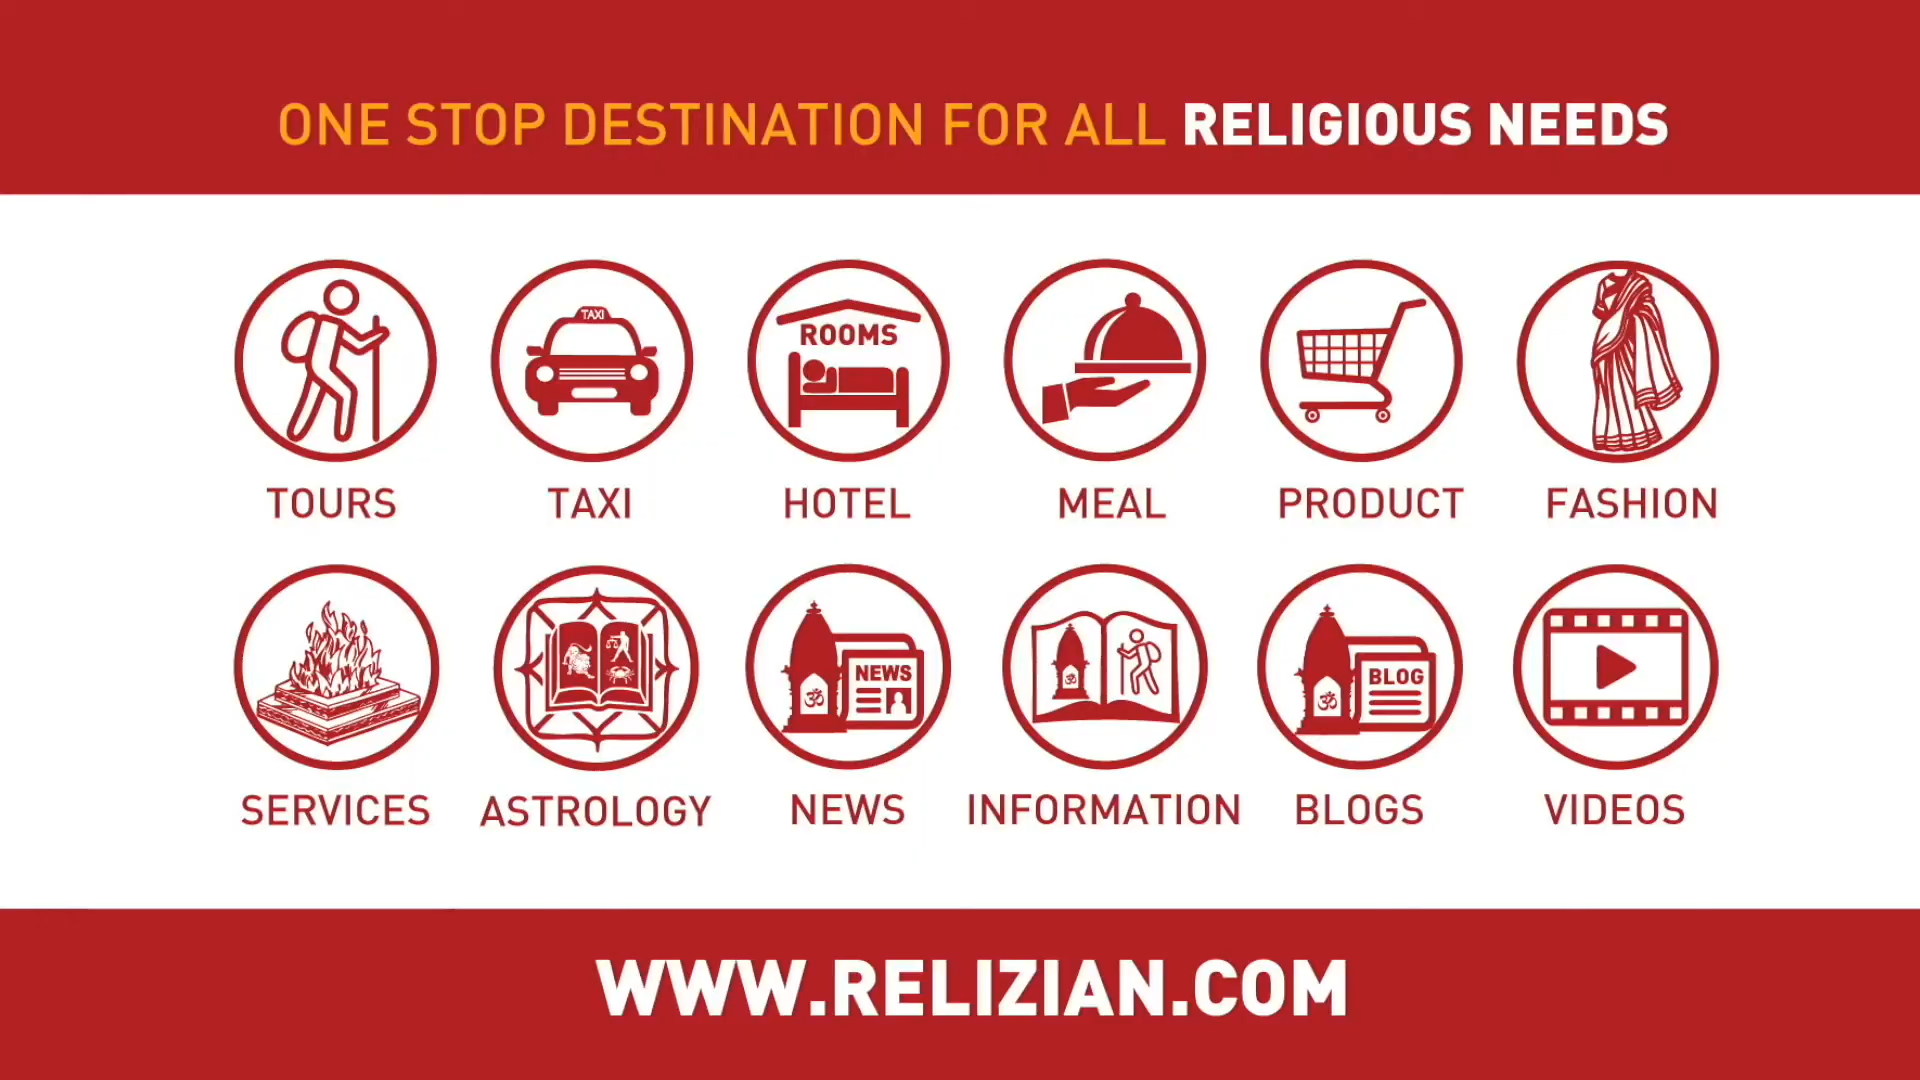 ONE STOP DESTINATION FOR ALL RELIGIOUS NEEDS
TAXI
ROOMS
TOURS TAXI HOTEL MEAL PRODUCT FASHION
NEWS
BLOG
ॐ ॐ ॐ
SERVICES ASTROLOGY NEWS INFORMATION BLOGS VIDEOS
WWW.RELIZIAN.COM